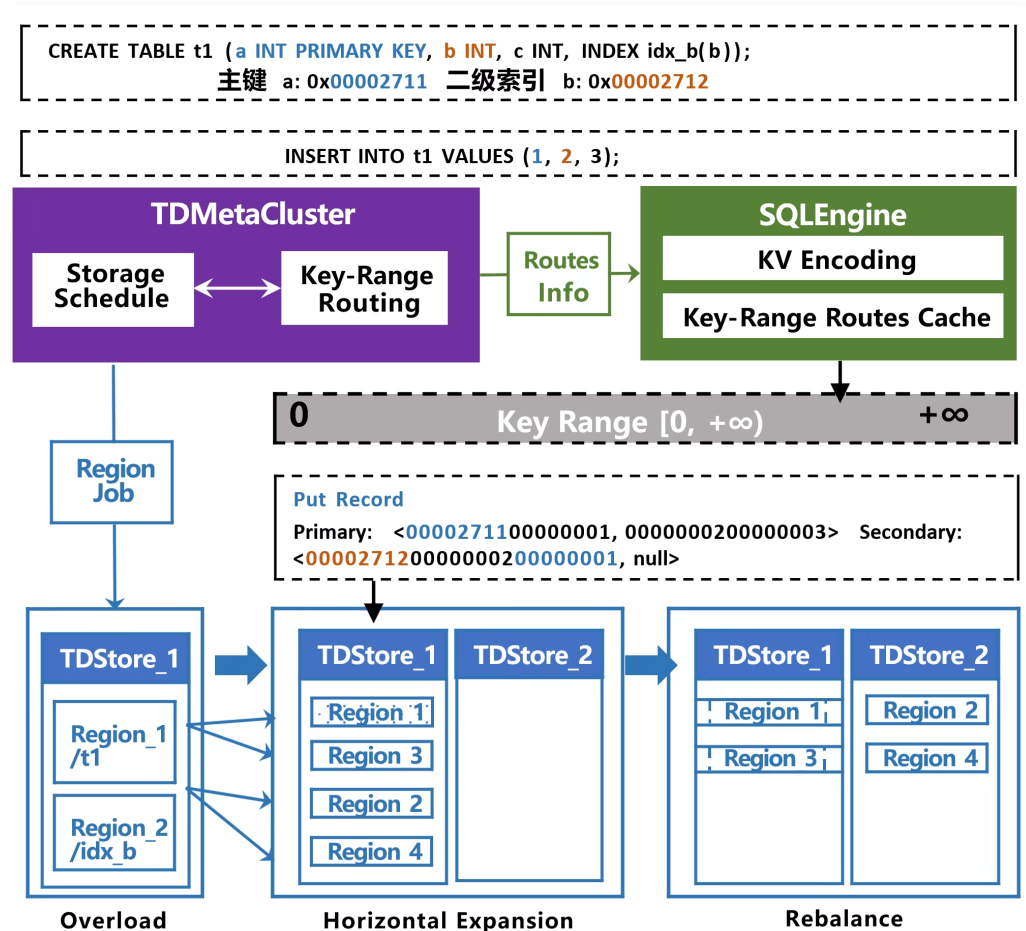 CREATE TABLE t1 (a INT PRIMARY KEY, b INT, c INT, INDEX idx_b(b));
主键 a: 0x00002711 二级索引 b: 0x00002712
INSERT INTO t1 VALUES (1, 2, 3);
TDMetaCluster
Storage
Schedule
Key-Range
Routing
Routes
Info
SQLEngine
KV Encoding
Key-Range Routes Cache
0
Key Range [0, +∞)
+∞
Region
Job
Put Record
Primary: <0000271100000001, 0000000200000003> Secondary:
<000027120000000200000001, null>
TDStore_1
Region_1
/t1
Region_2
/idx_b
Overload
TDStore_1
TDStore_2
Region 1
Region 3
Region 2
Region 4
Horizontal Expansion
TDStore_1
TDStore_2
Region 1
Region 3
Region 2
Region 4
Rebalance